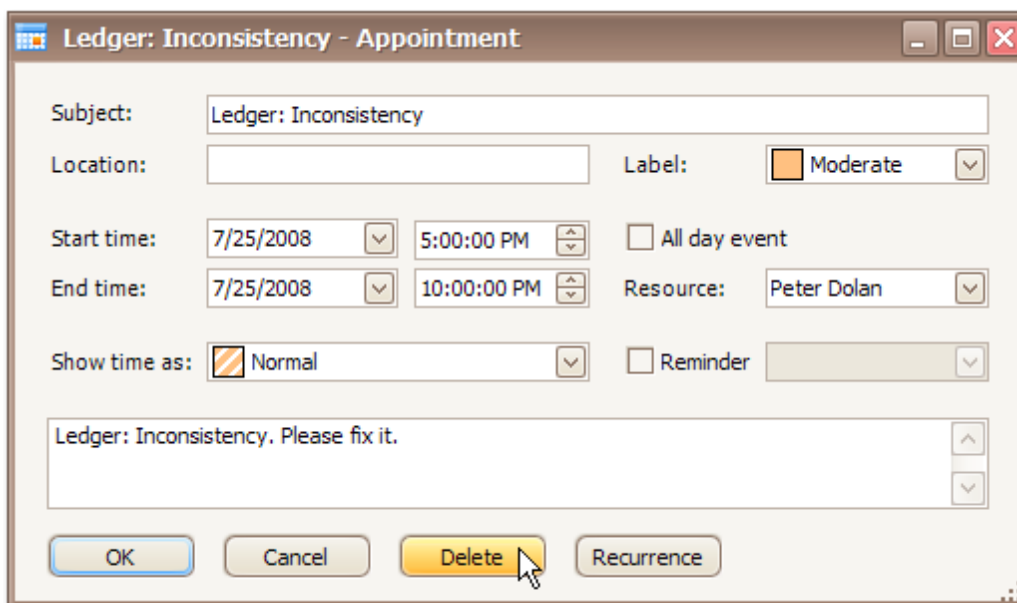 Ledger: Inconsistency - Appointment
Subject: Ledger: Inconsistency
Location: Label: Moderate
Start time: 7/25/2008 5:00:00 PM All day event
End time: 7/25/2008 10:00:00 PM Resource: Peter Dolan
Show time as: Normal Reminder
Ledger: Inconsistency. Please fix it.
OK Cancel Delete Recurrence